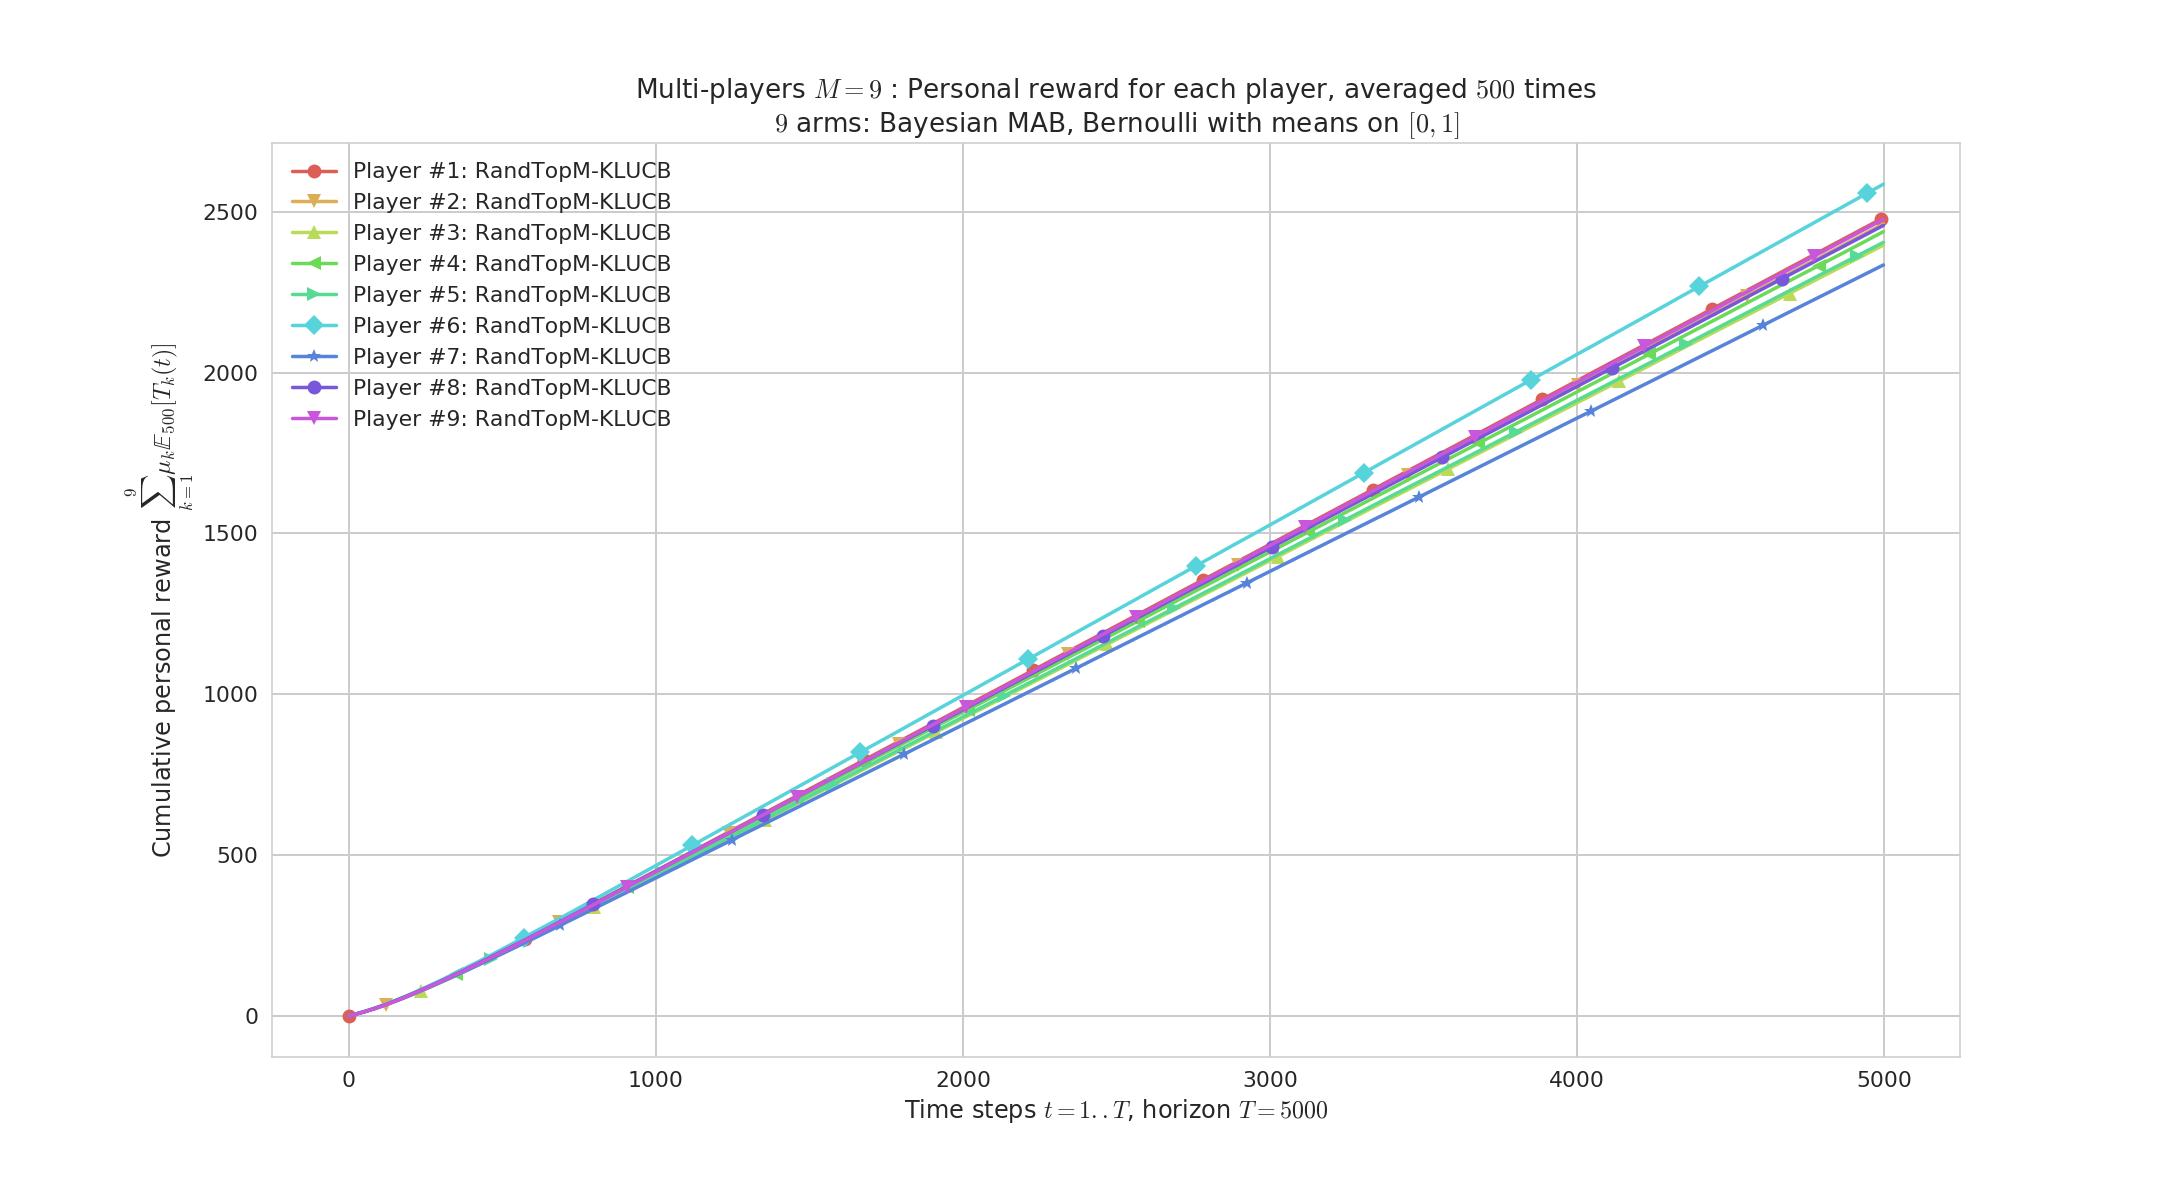 Multi-players M = 9 : Personal reward for each player, averaged 500 times
9 arms: Bayesian MAB, Bernoulli with means on [0, 1]
Player #1: RandTopM-KLUCB
Player #2: RandTopM-KLUCB
Player #3: RandTopM-KLUCB
Player #4: RandTopM-KLUCB
Player #5: RandTopM-KLUCB
Player #6: RandTopM-KLUCB
Player #7: RandTopM-KLUCB
Player #8: RandTopM-KLUCB
Player #9: RandTopM-KLUCB
Cumulative personal reward \sum_{k=1}^{9} \mu_k \mathbb{E}_{500}[T_k(t)]
2500
2000
1500
1000
500
0
0 1000 2000 3000 4000 5000
Time steps t = 1..T, horizon T = 5000